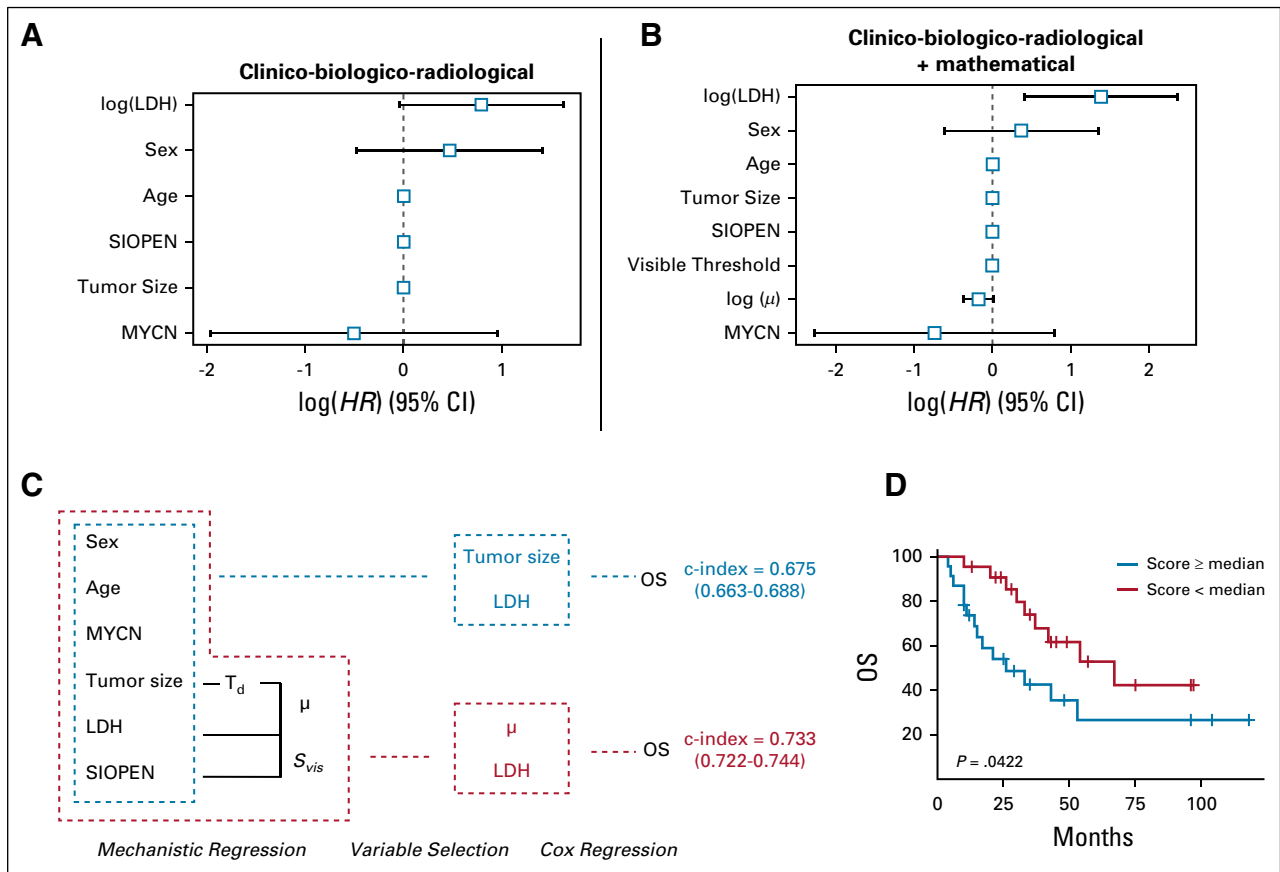 A
Clinico-biologico-radiological
log(LDH)
Sex
Age
SIOPEN
Tumor Size
MYCN
-2
-1
0
1
log(HR) (95% CI)
B
Clinico-biologico-radiological
+ mathematical
log(LDH)
Sex
Age
Tumor Size
SIOPEN
Visible Threshold
log (μ)
MYCN
-2
-1
0
1
2
log(HR) (95% CI)
C
Sex
Age
MYCN
Tumor size
LDH
SIOPEN
Td
μ
Svis
Tumor size
LDH
OS
c-index = 0.675
(0.663-0.688)
μ
LDH
OS
c-index = 0.733
(0.722-0.744)
Mechanistic Regression
Variable Selection
Cox Regression
D
Score ≥ median
Score < median
OS
100
80
60
40
20
P = .0422
0
25
50
75
100
Months